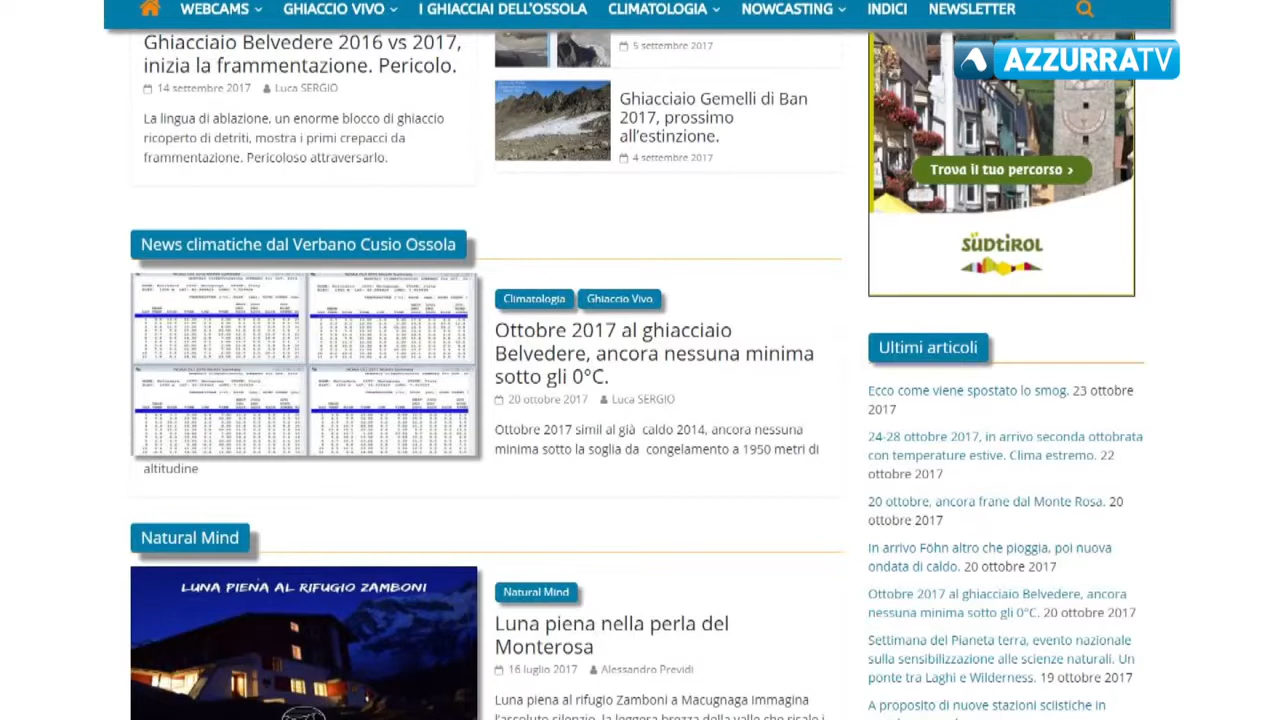 WEBCAMS GHIACCIO VIVO I GHIACCIAI DELL'OSSOLA CLIMATOLOGIA NOWCASTING INDICI NEWSLETTER
AZZURRATV
Ghiacciaio Belvedere 2016 vs 2017,
inizia la frammentazione. Pericolo.
14 settembre 2017 Luca SERGIO
La lingua di ablazione, un enorme blocco di ghiaccio
ricoperto di detriti, mostra i primi crepacci da
frammentazione. Pericoloso attraversarlo.
5 settembre 2017
Ghiacciaio Gemelli di Ban
2017, prossimo
all'estinzione.
4 settembre 2017
Trova il tuo percorso ›
SÜDTIROL
News climatiche dal Verbano Cusio Ossola
Climatologia Ghiaccio Vivo
Ottobre 2017 al ghiacciaio
Belvedere, ancora nessuna minima
sotto gli 0°C.
20 ottobre 2017 Luca SERGIO
Ottobre 2017 simil al già caldo 2014, ancora nessuna
minima sotto la soglia da congelamento a 1950 metri di
altitudine
Natural Mind
LUNA PIENA AL RIFUGIO ZAMBONI
Natural Mind
Luna piena nella perla del
Monterosa
16 luglio 2017 Alessandro Previdi
Luna piena al rifugio Zamboni a Macugnaga Immagina
l'assoluto silenzio, la leggera brezza della valle che risale i
Ultimi articoli
Ecco come viene spostato lo smog. 23 ottobre
2017
24-28 ottobre 2017, in arrivo seconda ottobrata
con temperature estive. Clima estremo. 22
ottobre 2017
20 ottobre, ancora frane dal Monte Rosa. 20
ottobre 2017
In arrivo Föhn altro che pioggia, poi nuova
ondata di caldo. 20 ottobre 2017
Ottobre 2017 al ghiacciaio Belvedere, ancora
nessuna minima sotto gli 0°C. 20 ottobre 2017
Settimana del Pianeta terra, evento nazionale
sulla sensibilizzazione alle scienze naturali. Un
ponte tra Laghi e Wilderness. 19 ottobre 2017
A proposito di nuove stazioni sciistiche in